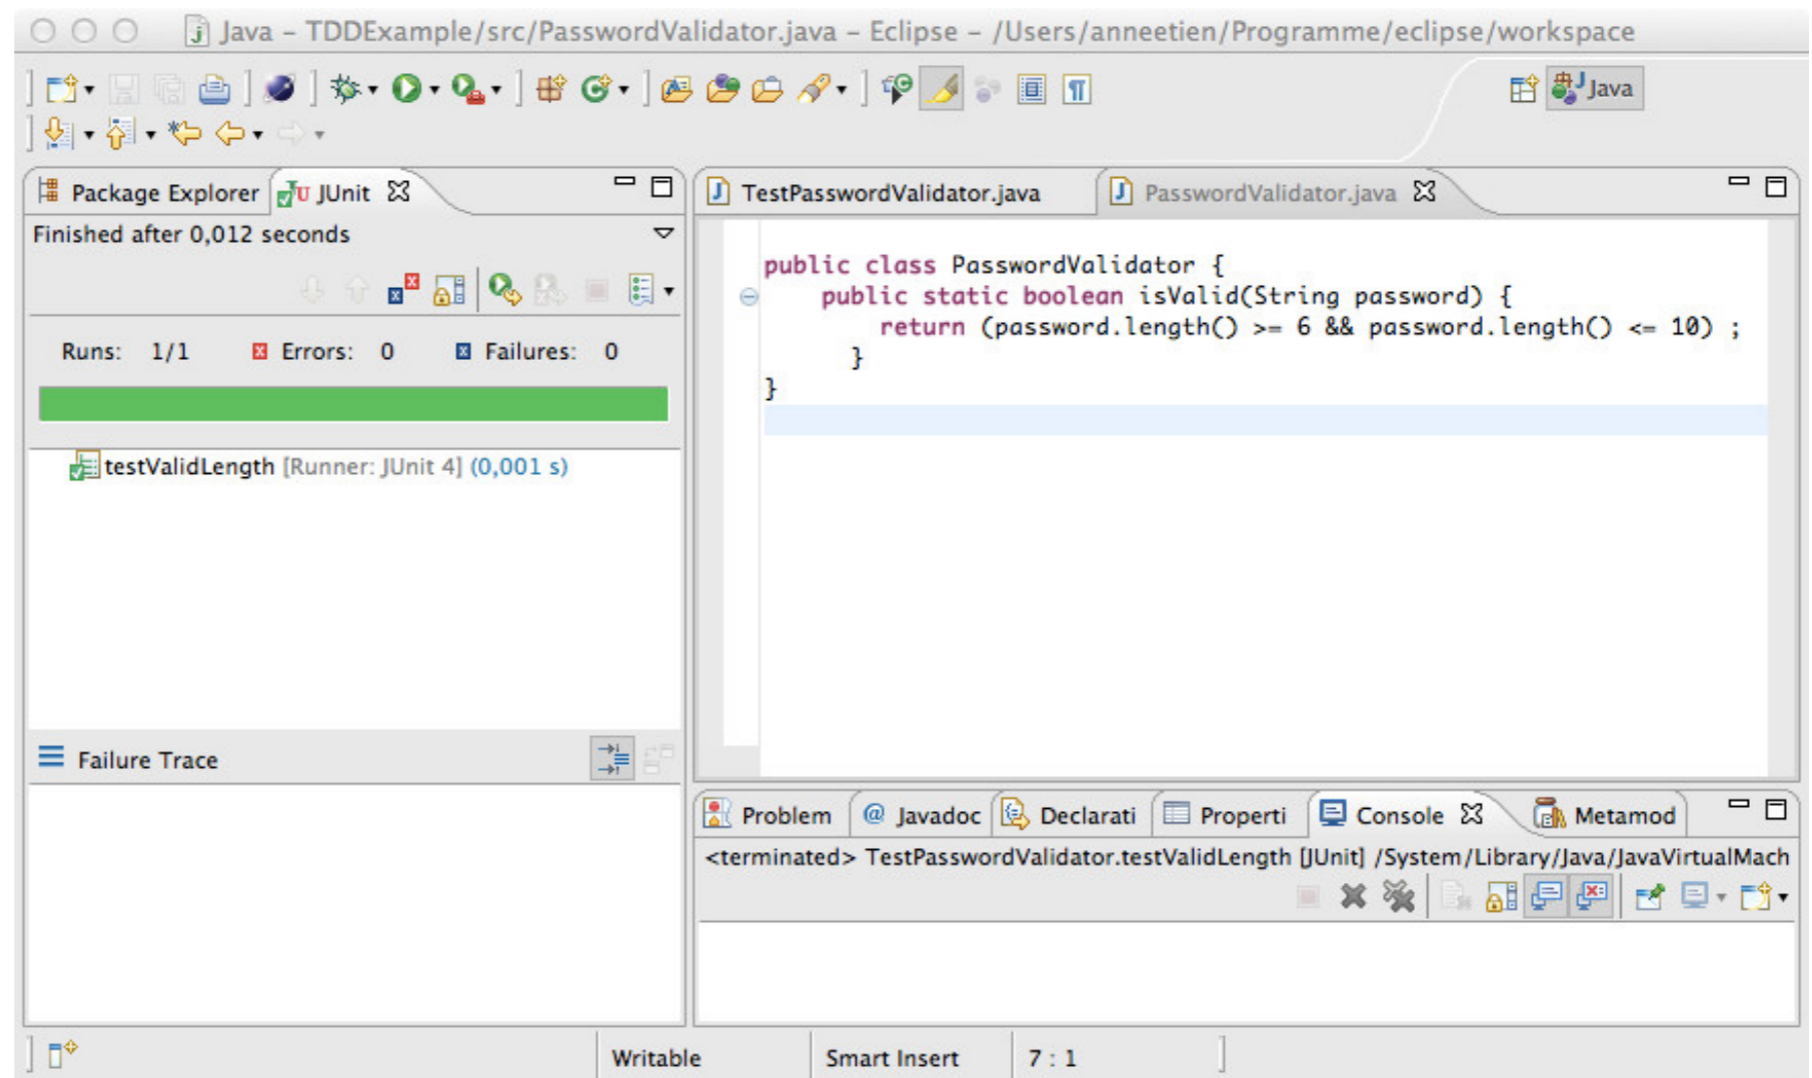 Java – TDDExample/src/PasswordValidator.java – Eclipse – /Users/anneetien/Programme/eclipse/workspace
Java
Package Explorer JUnit
Finished after 0,012 seconds
Runs: 1/1 Errors: 0 Failures: 0
testValidLength [Runner: JUnit 4] (0,001 s)
Failure Trace
TestPasswordValidator.java PasswordValidator.java
public class PasswordValidator {
public static boolean isValid(String password) {
return (password.length() >= 6 && password.length() <= 10) ;
}
}
Problem @ Javadoc Declarati Properti Console Metamod
<terminated> TestPasswordValidator.testValidLength [JUnit] /System/Library/Java/JavaVirtualMach
Writable Smart Insert 7 : 1